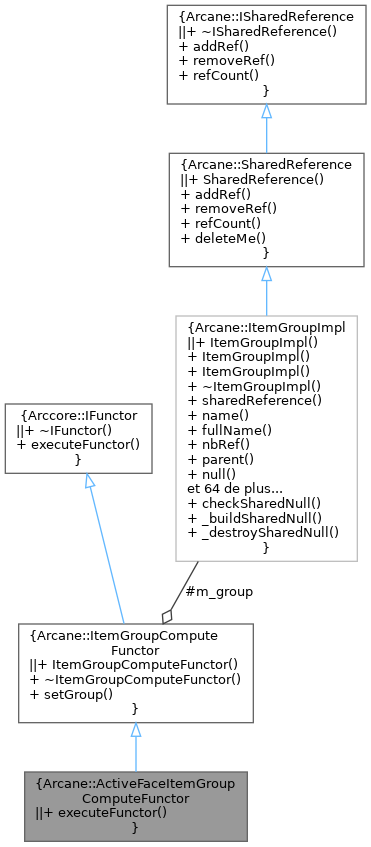 {Arcane::ISharedReference
||+ ~ISharedReference()
+ addRef()
+ removeRef()
+ refCount()
}
{Arcane::SharedReference
||+ SharedReference()
+ addRef()
+ removeRef()
+ refCount()
+ deleteMe()
}
{Arcane::ItemGroupImpl
||+ ItemGroupImpl()
+ ItemGroupImpl()
+ ItemGroupImpl()
+ ~ItemGroupImpl()
+ sharedReference()
+ name()
+ fullName()
+ nbRef()
+ parent()
+ null()
et 64 de plus...
+ checkSharedNull()
+ _buildSharedNull()
+ _destroySharedNull()
}
{Arccore::IFunctor
||+ ~IFunctor()
+ executeFunctor()
}
#m_group
{Arcane::ItemGroupCompute
Functor
||+ ItemGroupComputeFunctor()
+ ~ItemGroupComputeFunctor()
+ setGroup()
}
{Arcane::ActiveFaceItemGroup
ComputeFunctor
||+ executeFunctor()
}